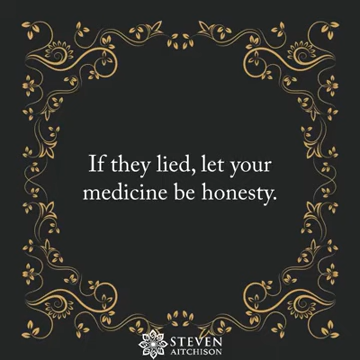 If they lied, let your
medicine be honesty.
STEVEN
AITCHISON